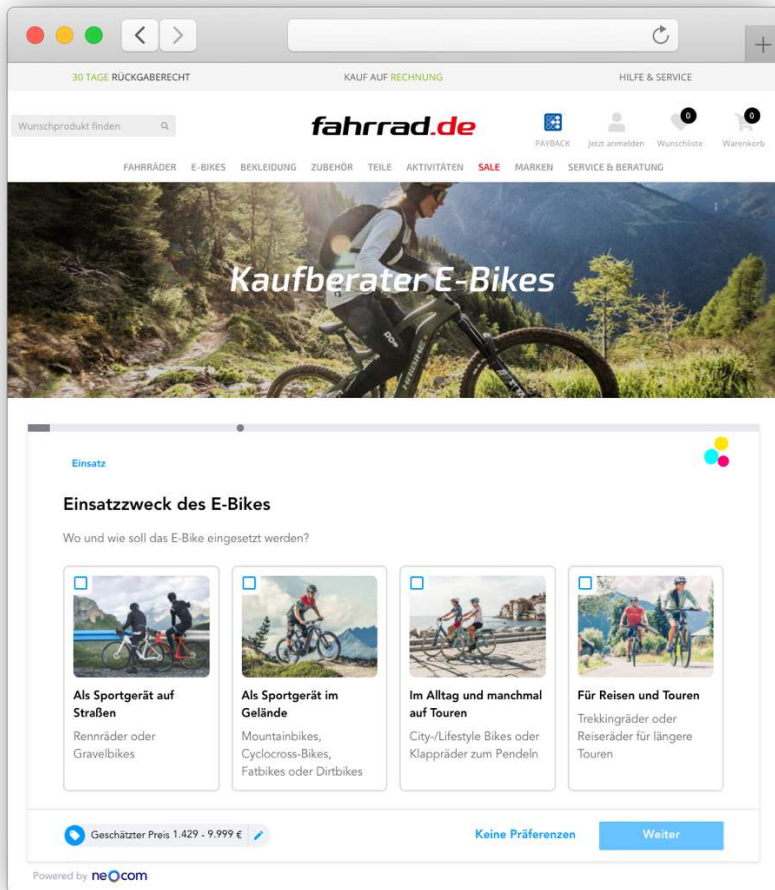 30 TAGE RÜCKGABERECHT
KAUF AUF RECHNUNG
HILFE & SERVICE
Wunschprodukt finden
fahrrad.de
PAYBACK
Jetzt anmelden
0
Wunschliste
0
Warenkorb
FAHRRÄDER E-BIKES BEKLEIDUNG ZUBEHÖR TEILE AKTIVITÄTEN SALE MARKEN SERVICE & BERATUNG
Kaufberater E-Bikes
HAIBIKE
Einsatz
Einsatzzweck des E-Bikes
Wo und wie soll das E-Bike eingesetzt werden?
Als Sportgerät auf
Straßen
Rennräder oder
Gravelbikes
Als Sportgerät im
Gelände
Mountainbikes,
Cyclocross-Bikes,
Fatbikes oder Dirtbikes
Im Alltag und manchmal
auf Touren
City-/Lifestyle Bikes oder
Klappräder zum Pendeln
Für Reisen und Touren
Trekkingräder oder
Reiseräder für längere
Touren
Geschätzter Preis 1.429 - 9.999 €
Keine Präferenzen
Weiter
Powered by neocom